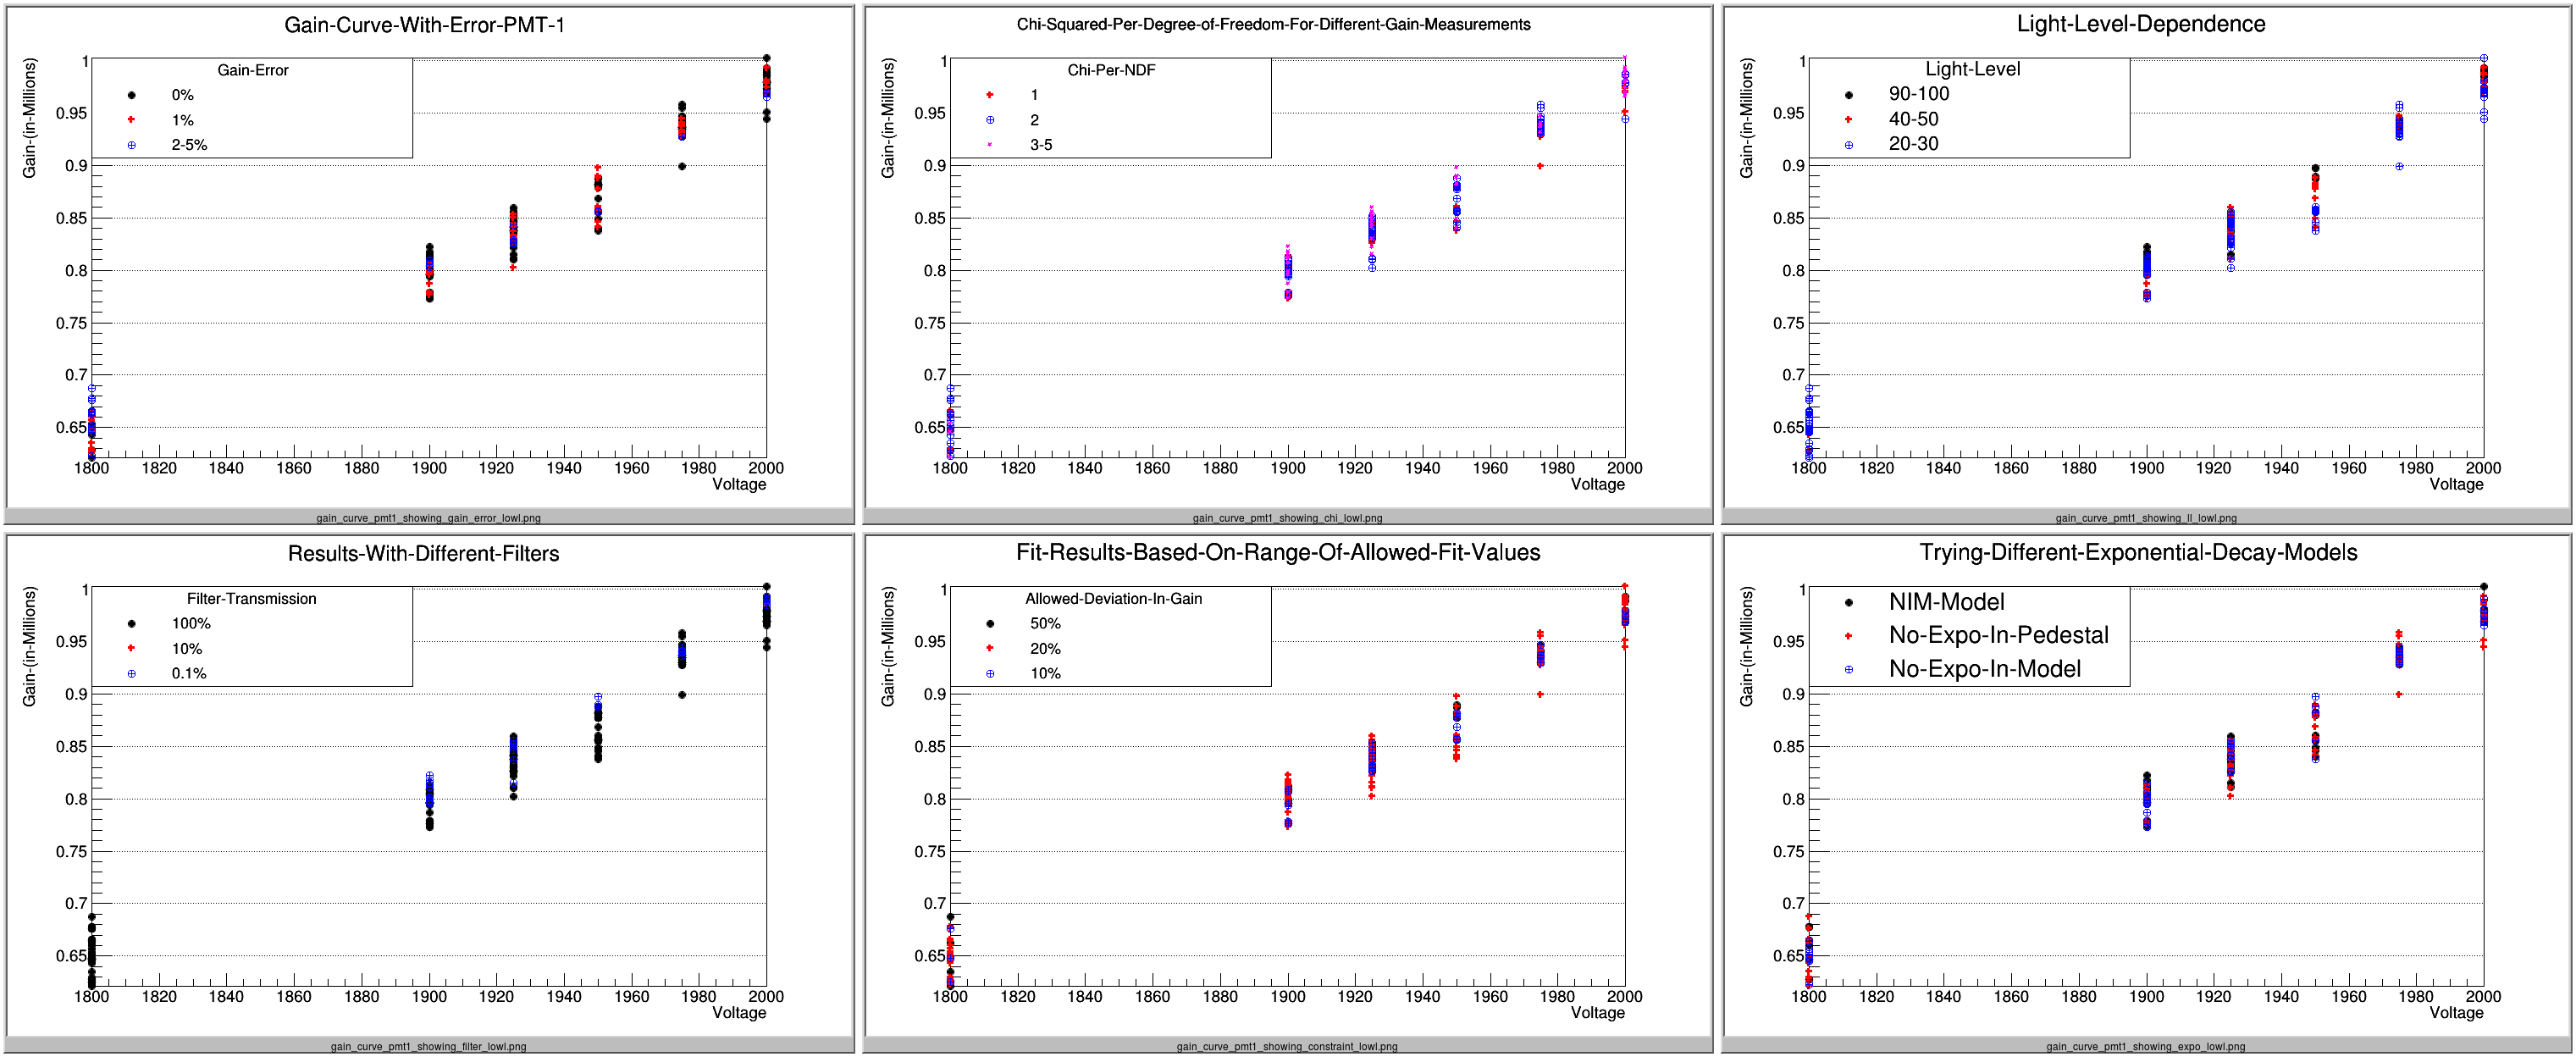 Gain-Curve-With-Error-PMT-1
Gain-(in-Millions)
Gain-Error
0%
1%
2-5%
1
0.95
0.9
0.85
0.8
0.75
0.7
0.65
1800 1820 1840 1860 1880 1900 1920 1940 1960 1980 2000
Voltage
gain_curve_pmt1_showing_gain_error_lowl.png
Chi-Squared-Per-Degree-of-Freedom-For-Different-Gain-Measurements
Gain-(in-Millions)
Chi-Per-NDF
1
2
3-5
1
0.95
0.9
0.85
0.8
0.75
0.7
0.65
1800 1820 1840 1860 1880 1900 1920 1940 1960 1980 2000
Voltage
gain_curve_pmt1_showing_chi_lowl.png
Light-Level-Dependence
Gain-(in-Millions)
Light-Level
90-100
40-50
20-30
1
0.95
0.9
0.85
0.8
0.75
0.7
0.65
1800 1820 1840 1860 1880 1900 1920 1940 1960 1980 2000
Voltage
gain_curve_pmt1_showing_ll_lowl.png
Results-With-Different-Filters
Gain-(in-Millions)
Filter-Transmission
100%
10%
0.1%
1
0.95
0.9
0.85
0.8
0.75
0.7
0.65
1800 1820 1840 1860 1880 1900 1920 1940 1960 1980 2000
Voltage
gain_curve_pmt1_showing_filter_lowl.png
Fit-Results-Based-On-Range-Of-Allowed-Fit-Values
Gain-(in-Millions)
Allowed-Deviation-In-Gain
50%
20%
10%
1
0.95
0.9
0.85
0.8
0.75
0.7
0.65
1800 1820 1840 1860 1880 1900 1920 1940 1960 1980 2000
Voltage
gain_curve_pmt1_showing_constraint_lowl.png
Trying-Different-Exponential-Decay-Models
Gain-(in-Millions)
NIM-Model
No-Expo-In-Pedestal
No-Expo-In-Model
1
0.95
0.9
0.85
0.8
0.75
0.7
0.65
1800 1820 1840 1860 1880 1900 1920 1940 1960 1980 2000
Voltage
gain_curve_pmt1_showing_expo_lowl.png